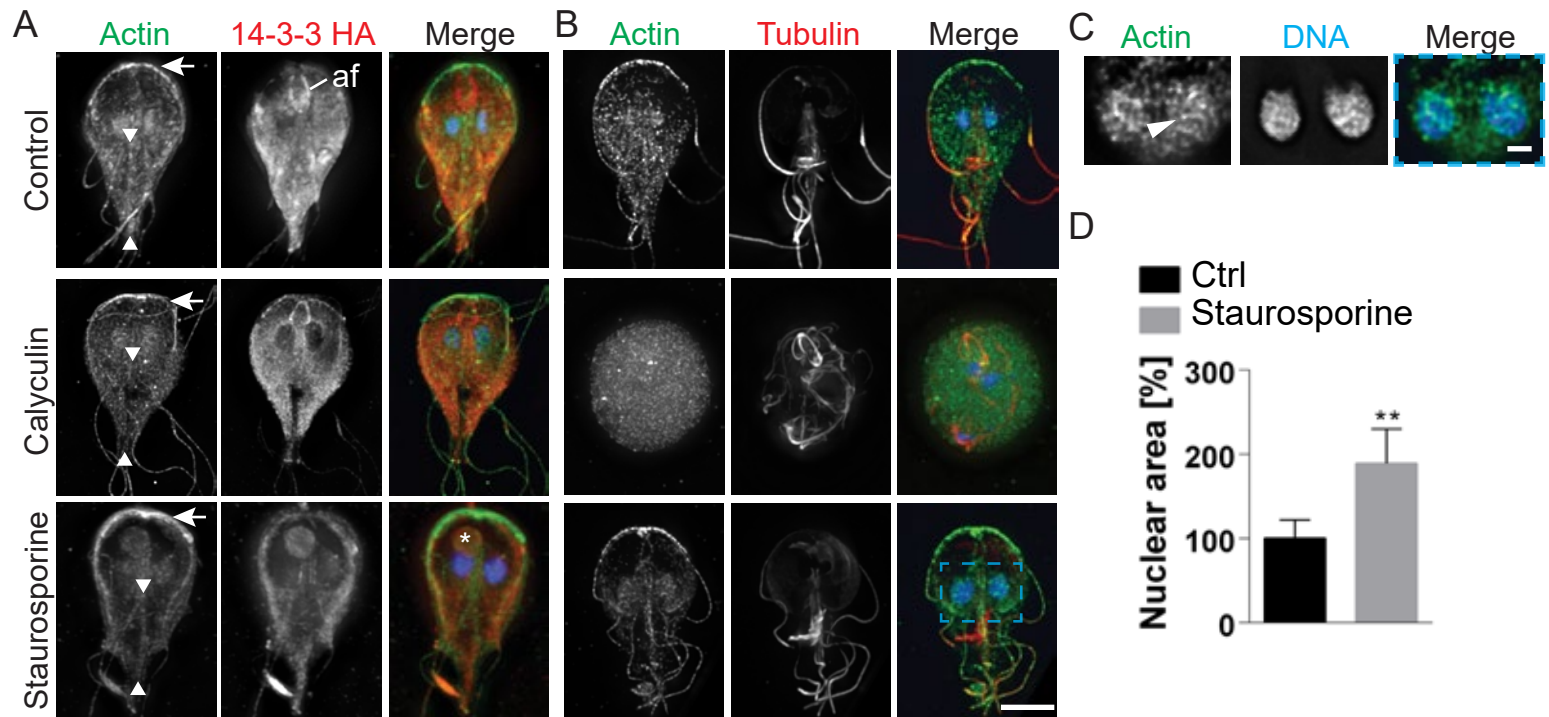 A
Actin
14-3-3 HA
Merge
Control
af
Calyculin
Staurosporine
*
B
Actin
Tubulin
Merge
C
Actin
DNA
Merge
D
Ctrl
Staurosporine
Nuclear area [%]
300
200
100
0
**